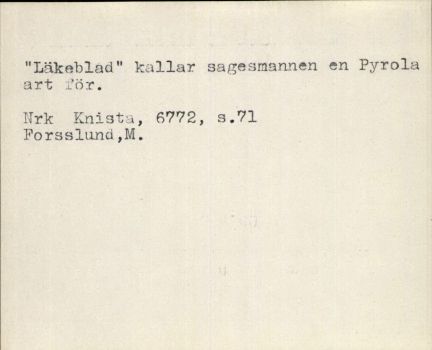 "Läkeblad" kallar sagesmannen en Pyrola
art för.
Nrk Knista, 6772, s.71
Forsslund,M.